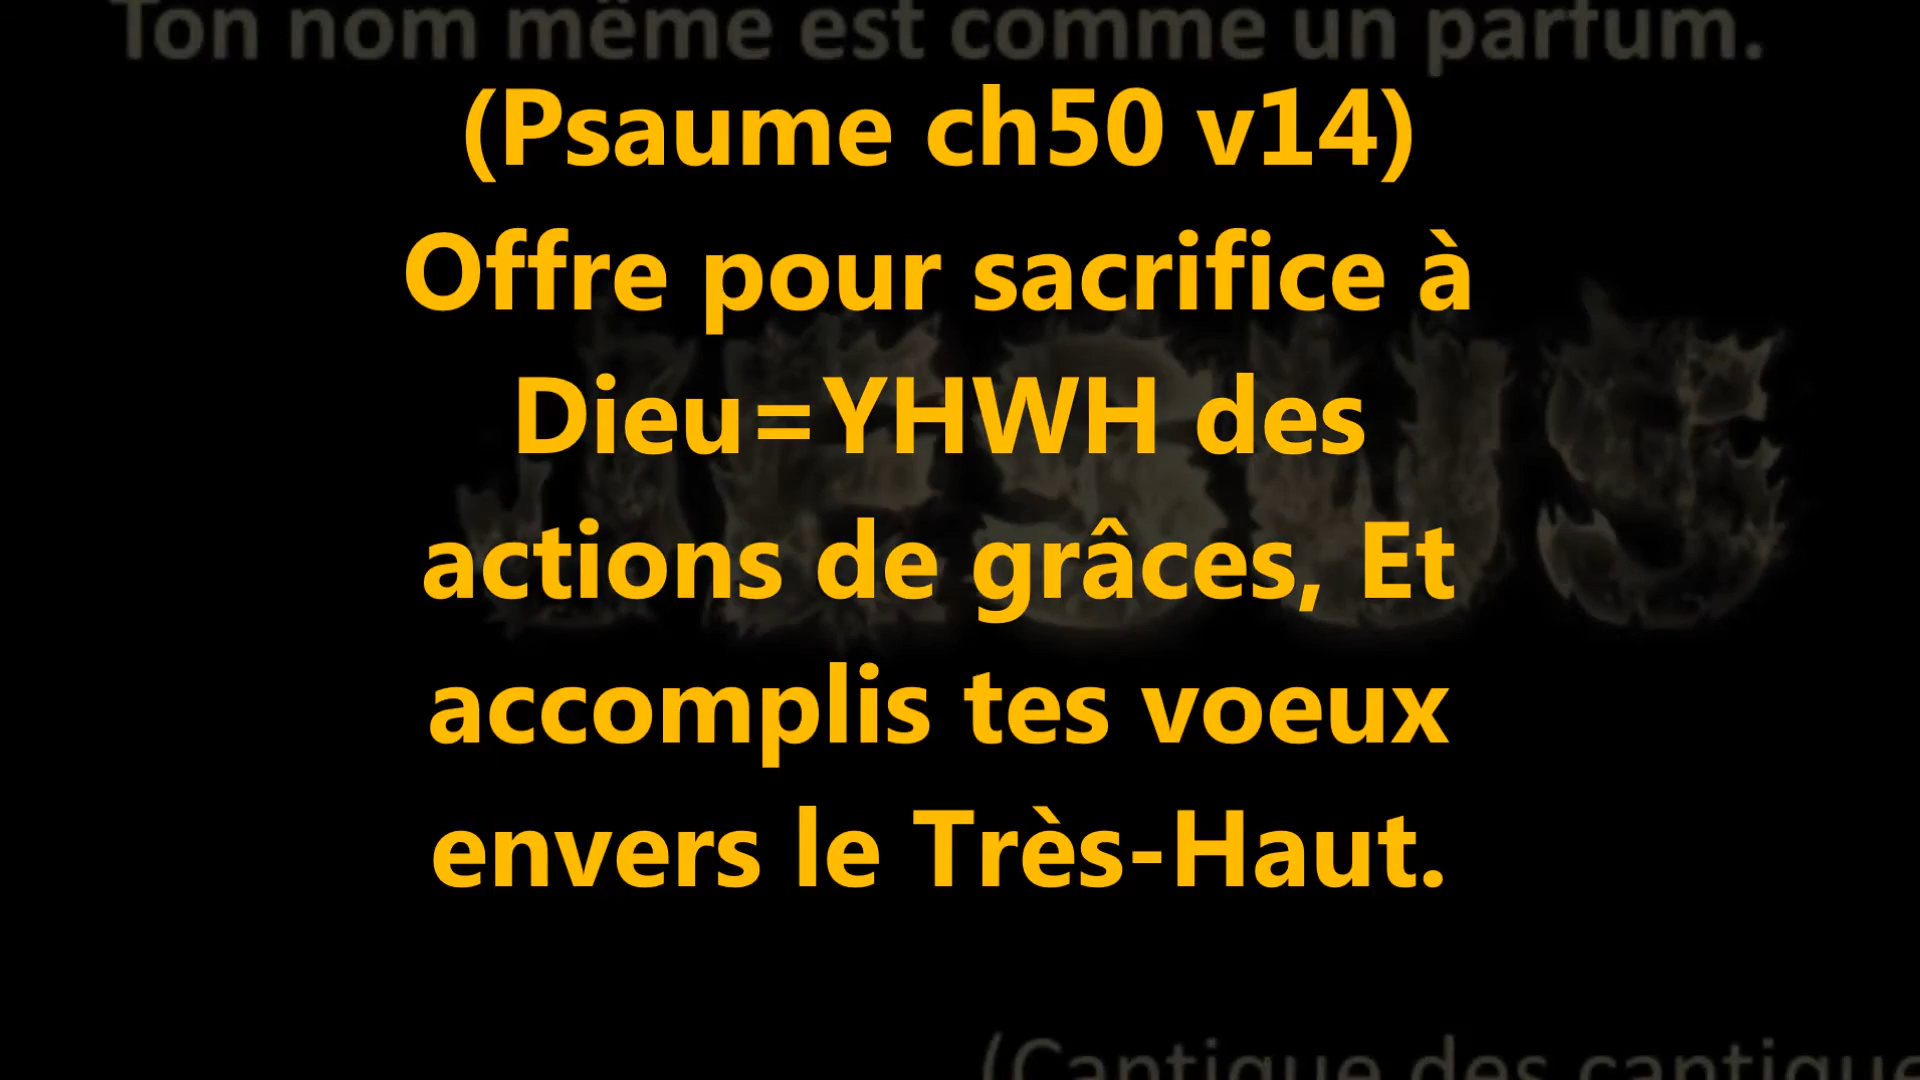 Ton nom même est comme un parfum.
(Psaume ch50 v14)
Offre pour sacrifice à
JESUS
Dieu=YHWH des
actions de grâces, Et
accomplis tes voeux
envers le Très-Haut.
(Cantique des cantique